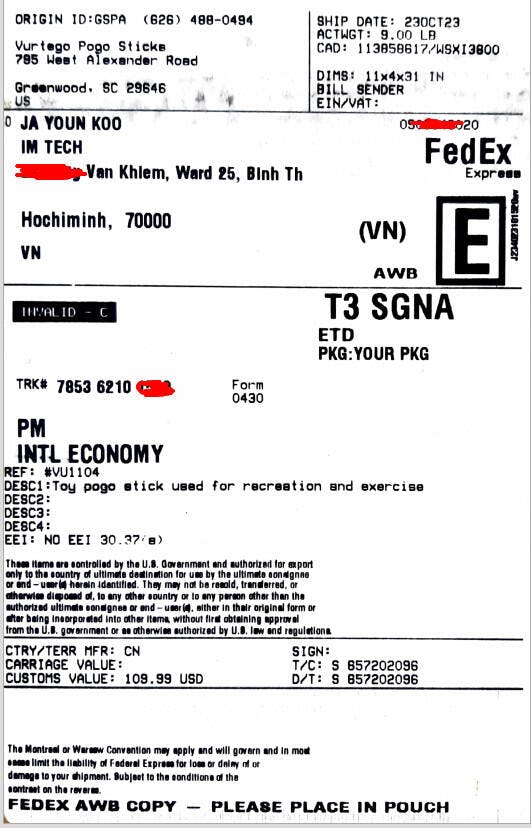 ORIGIN ID:GSPA (626) 488-0494
Vurtego Pogo Sticks
795 West Alexander Road
Greenwood, SC 29646
US
SHIP DATE: 23OCT23
ACTWGT: 9.00 LB
CAD: 113858617/WSXI3800
DIMS: 11x4x31 IN
BILL SENDER
EIN/VAT:
JA YOUN KOO
IM TECH
Van Khiem, Ward 25, Binh Th
Hochiminh, 70000
VN
FedEx
Express
(VN)
AWB
E
INVALID - C
T3 SGNA
ETD
PKG:YOUR PKG
TRK# 7853 6210
Form
0430
PM
INTL ECONOMY
REF: #VU1104
DESC1:Toy pogo stick used for recreation and exercise
DESC2:
DESC3:
DESC4:
EEI: NO EEI 30.37(a)
These items are controlled by the U.S. Government and authorized for export
only to the country of ultimate destination for use by the ultimate consignee
or end-user(s) herein identified. They may not be resold, transferred, or
otherwise disposed of, to any other country or to any person other than the
authorized ultimate consignee or end-user(s), either in their original form or
after being incorporated into other items, without first obtaining approval
from the U.S. government or as otherwise authorized by U.S. law and regulations.
CTRY/TERR MFR: CN
CARRIAGE VALUE:
CUSTOMS VALUE: 109.99 USD
SIGN:
T/C: S 857202096
D/T: S 857202096
The Montreal or Warsaw Convention may apply and will govern and in most
cases limit the liability of Federal Express for loss or delay of or
damage to your shipment. Subject to the conditions of the
contract on the reverse.
FEDEX AWB COPY – PLEASE PLACE IN POUCH